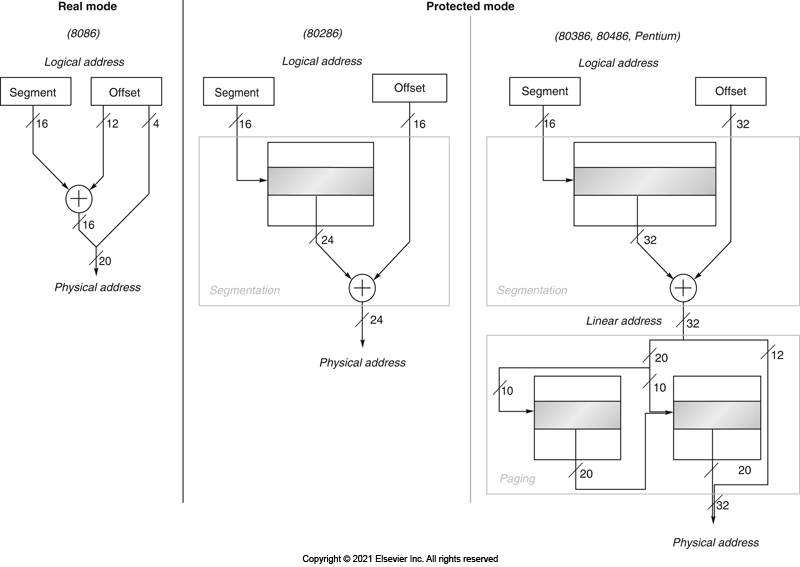 Real mode
Protected mode
(8086)
(80286)
(80386, 80486, Pentium)
Logical address
Logical address
Logical address
Segment
Offset
Segment
Offset
Segment
Offset
16
12
4
16
16
16
32
16
20
Physical address
24
Segmentation
24
Physical address
32
Segmentation
Linear address
32
20
12
10
10
20
20
Paging
32
Physical address
Copyright © 2021 Elsevier Inc. All rights reserved